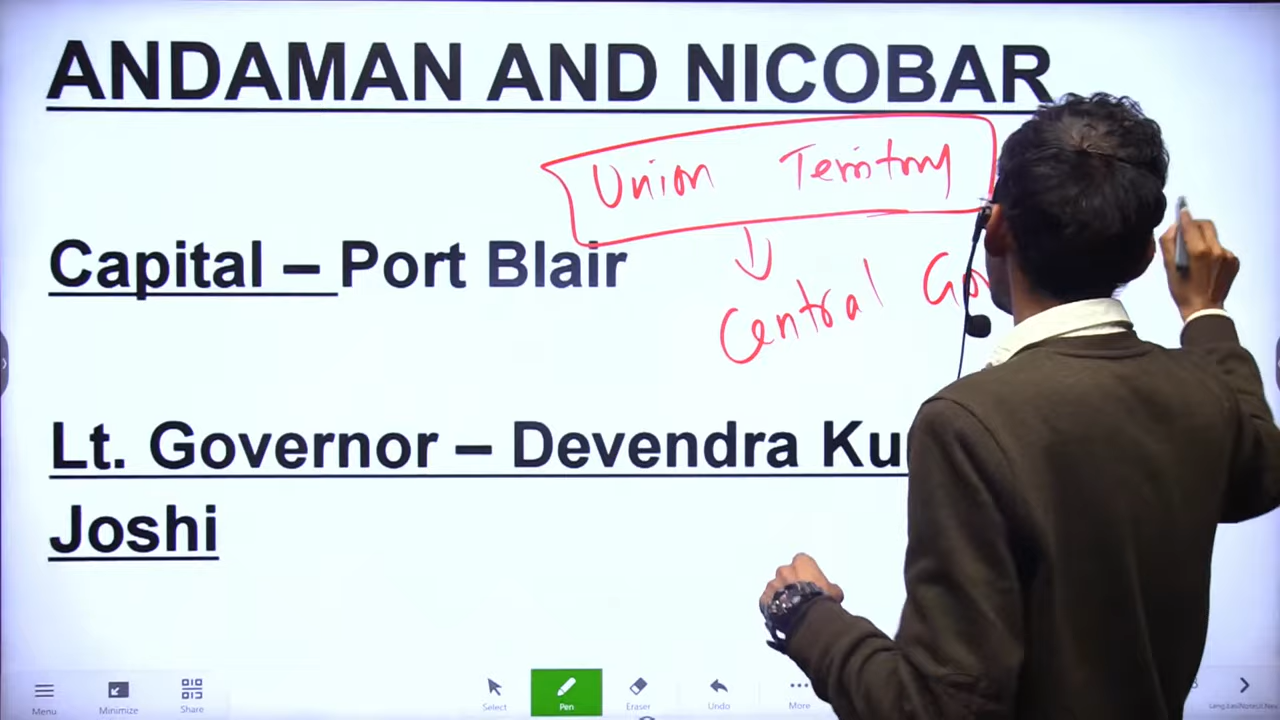 ANDAMAN AND NICOBAR
Union Territory
Capital – Port Blair
Central Go
Lt. Governor – Devendra Ku
Joshi
Menu
Minimize
Share
Select
Pen
Eraser
Undo
More